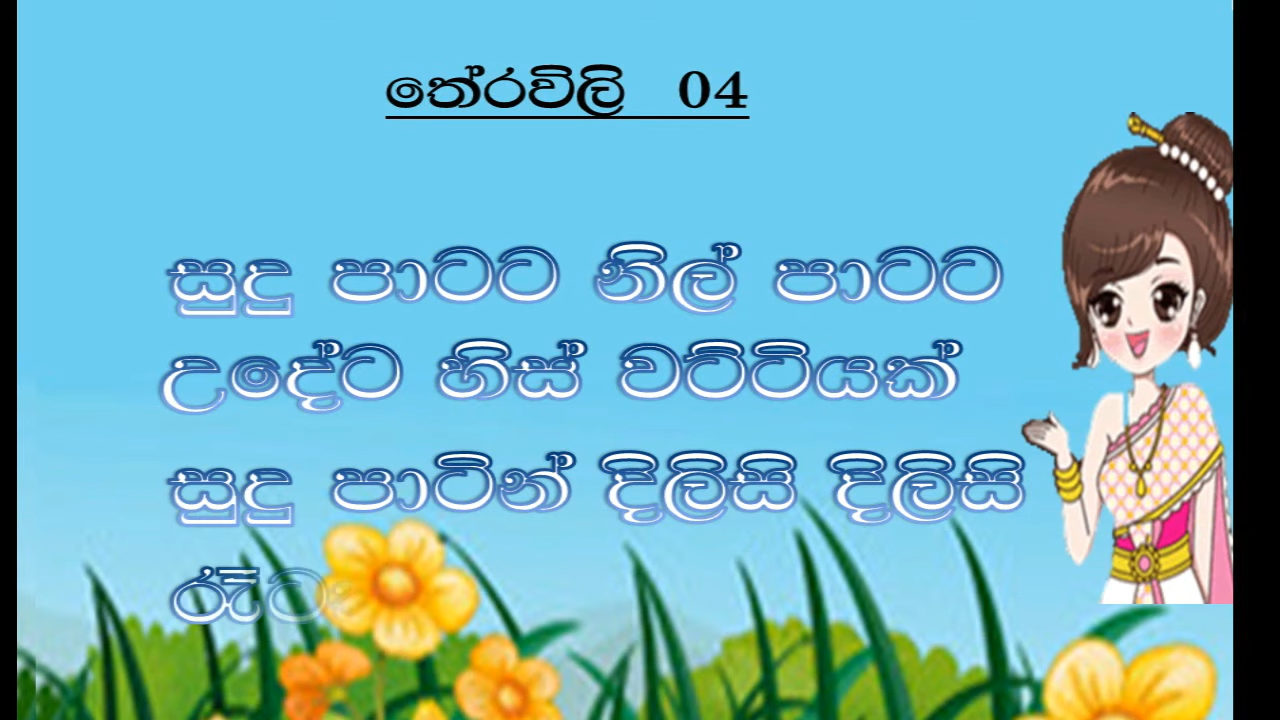 තේරවිලි 04
සුදු පාටට නිල් පාටට
උදේට හිස් වට්ටියක්
සුදු පාටින් දිලිසි දිලිසි